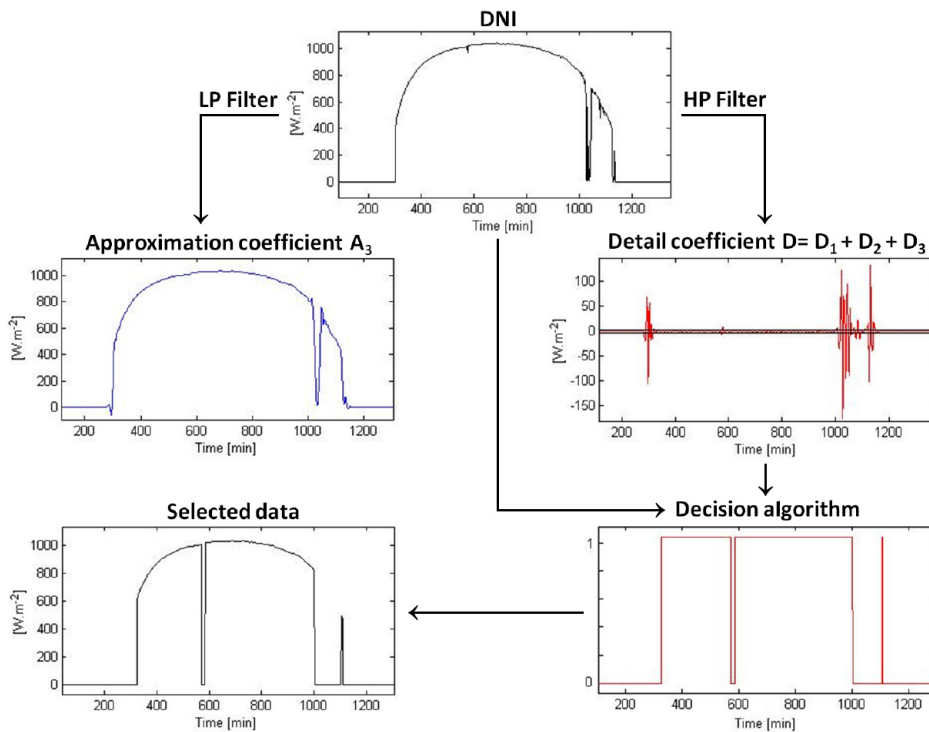 DNI
LP Filter
HP Filter
1000
800
600
400
200
0
[W.m-2]
200 400 600 800 1000 1200
Time [min]
Approximation coefficient A3
1000
800
600
400
200
0
[W.m-2]
200 400 600 800 1000 1200
Time [min]
Detail coefficient D= D1 + D2 + D3
100
50
0
-50
-100
-150
[W.m-2]
200 400 600 800 1000 1200
Time [min]
Selected data
1000
800
600
400
200
0
[W.m-2]
200 400 600 800 1000 1200
Time [min]
Decision algorithm
1
0
200 400 600 800 1000 1200
Time [min]